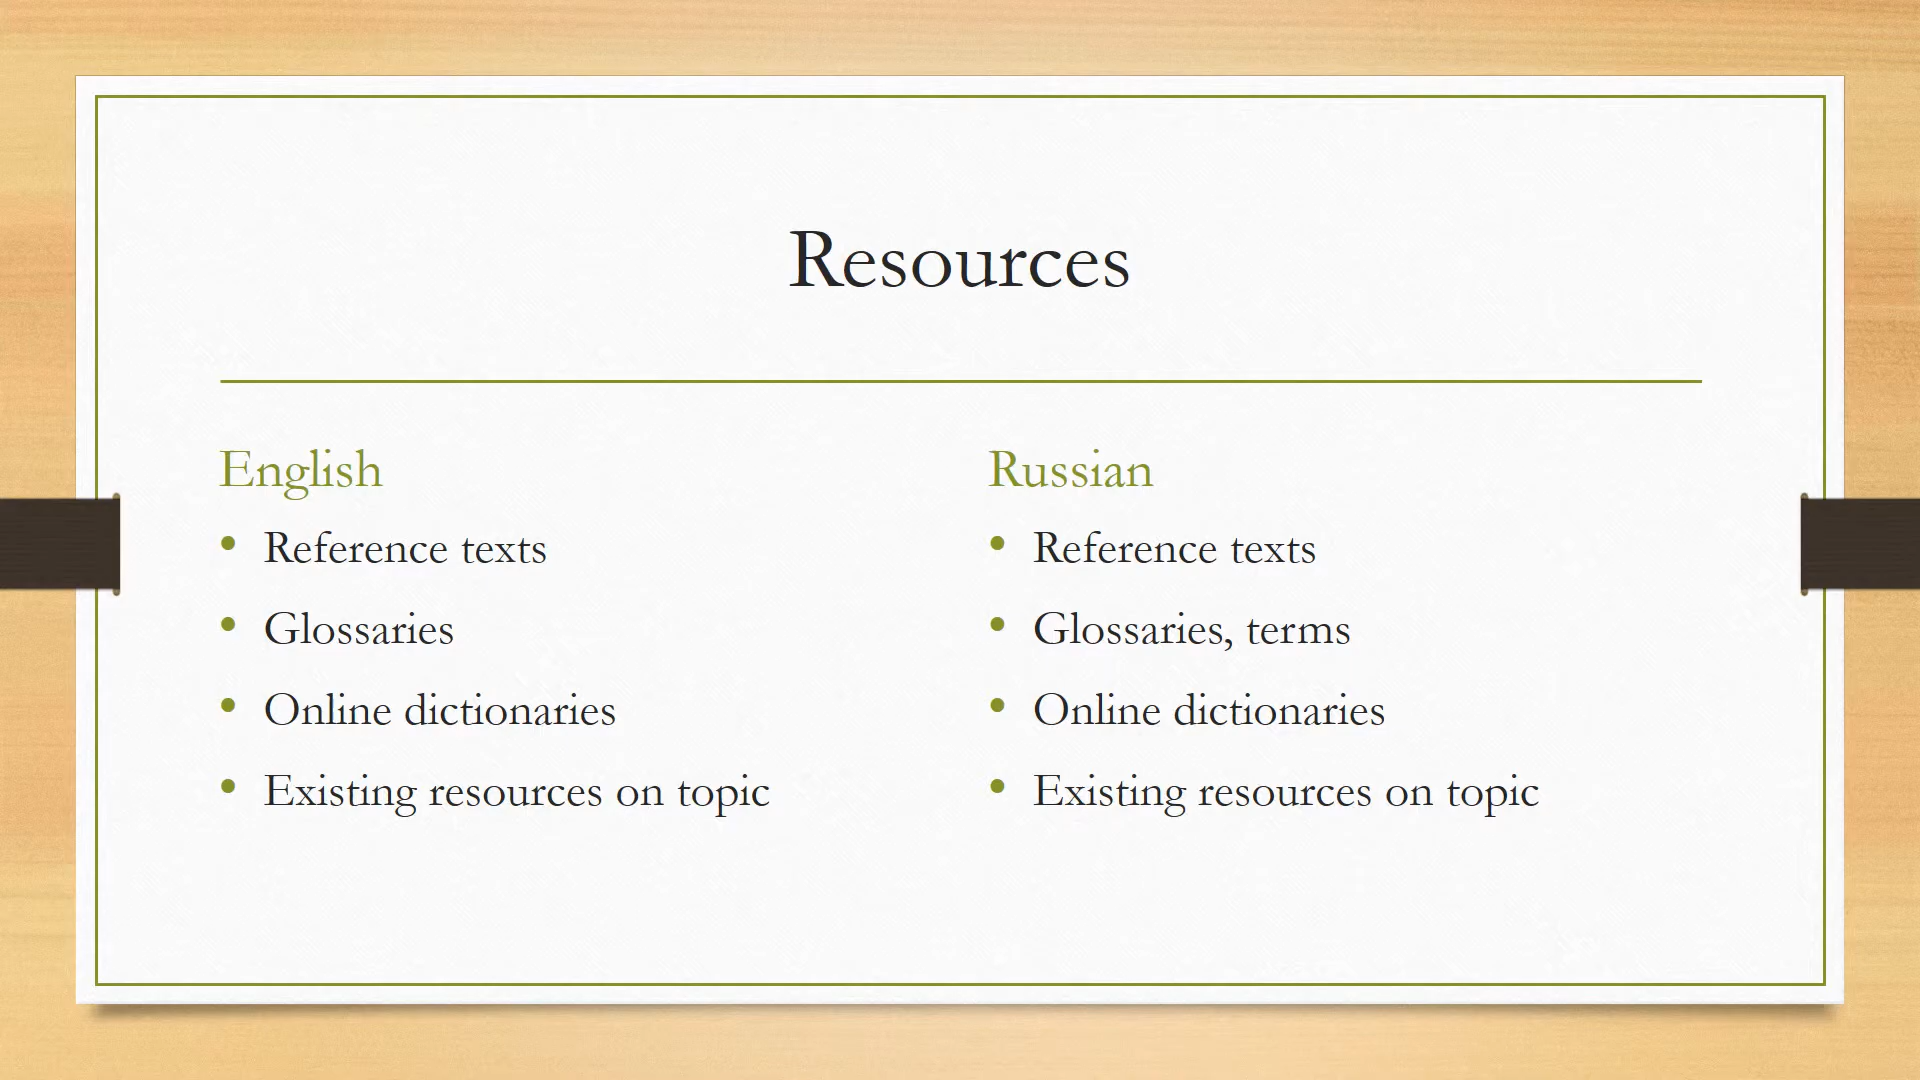 Resources
English
Reference texts
Glossaries
Online dictionaries
Existing resources on topic
Russian
Reference texts
Glossaries, terms
Online dictionaries
Existing resources on topic